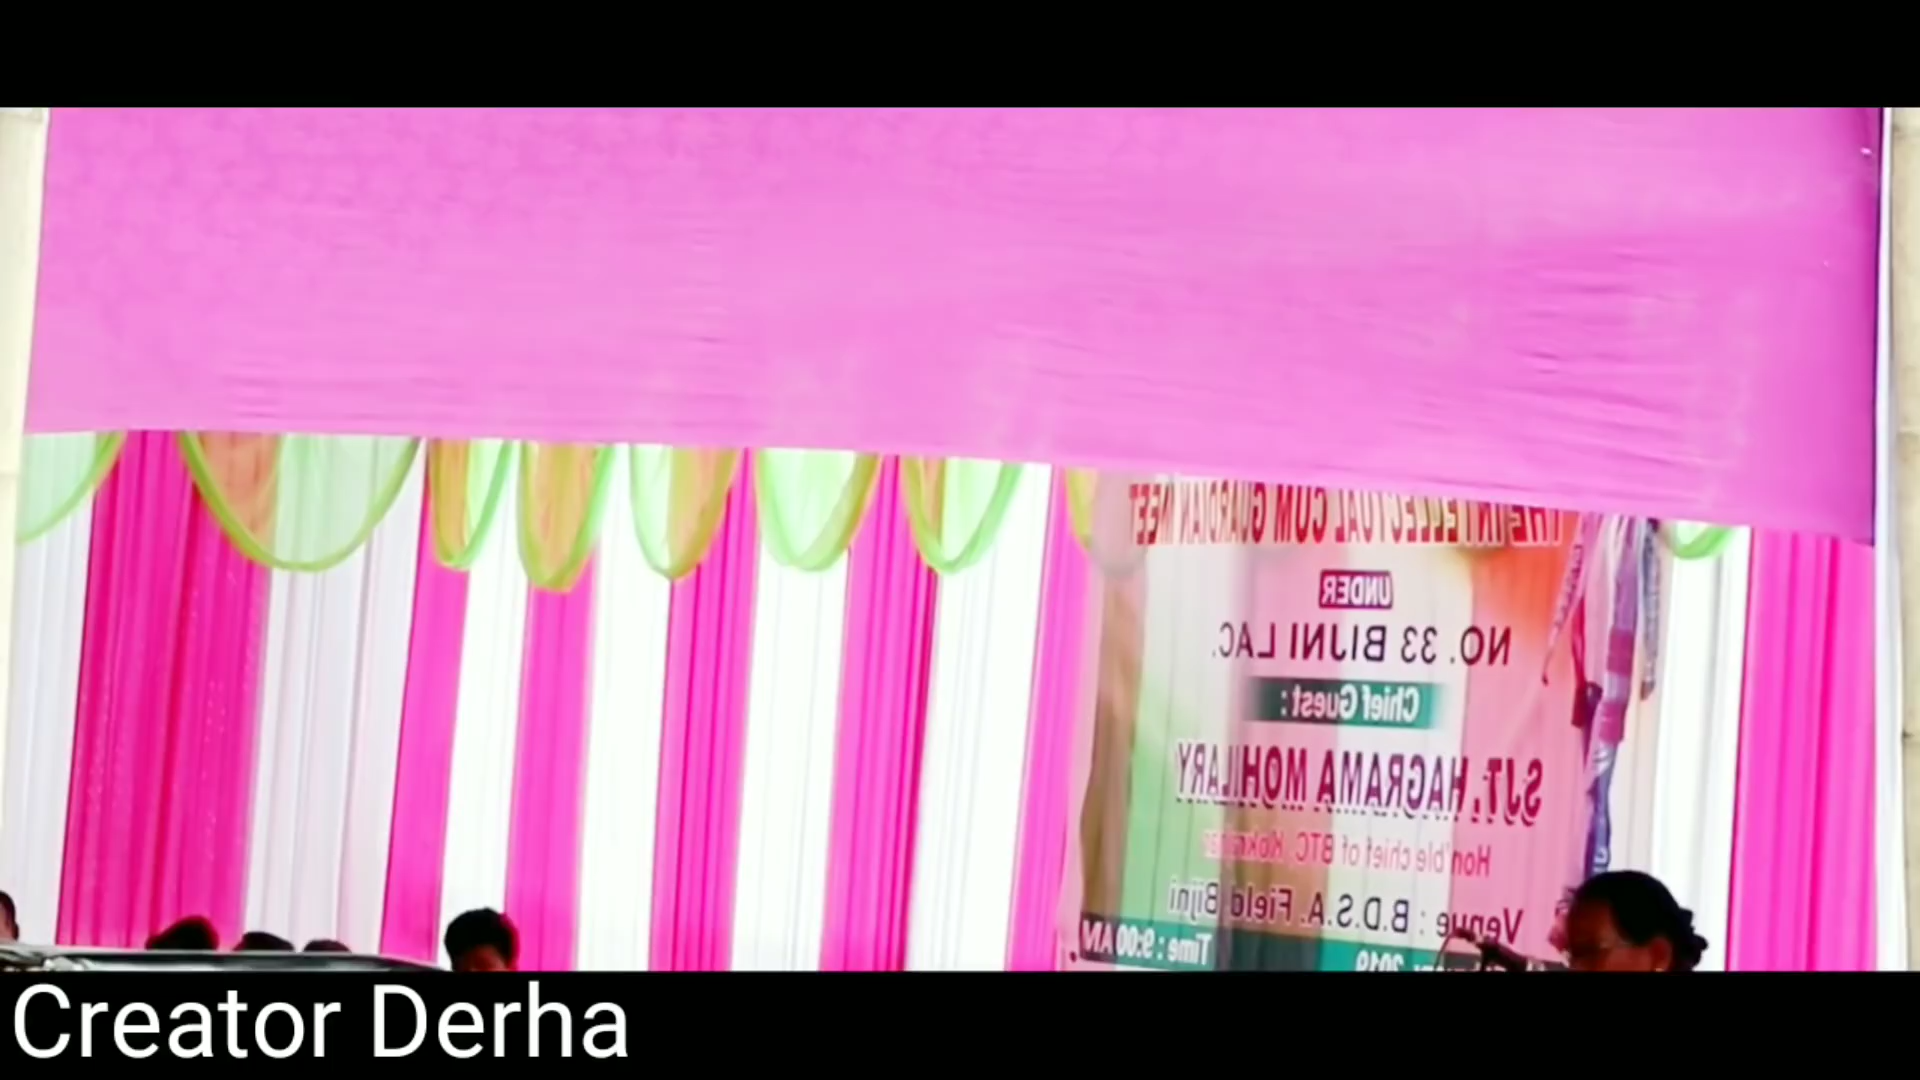 THE INTELLECTUAL CUM GUARDIAN MEET
UNDER
NO. 33 BIJNI LAC.
Chief Guest :
SJT. HAGRAMA MOHILARY
Hon'ble chief of BTC,
Venue : B.D.S.A. Field, Bijni
2019 Time : 9:00 AM
Creator Derha